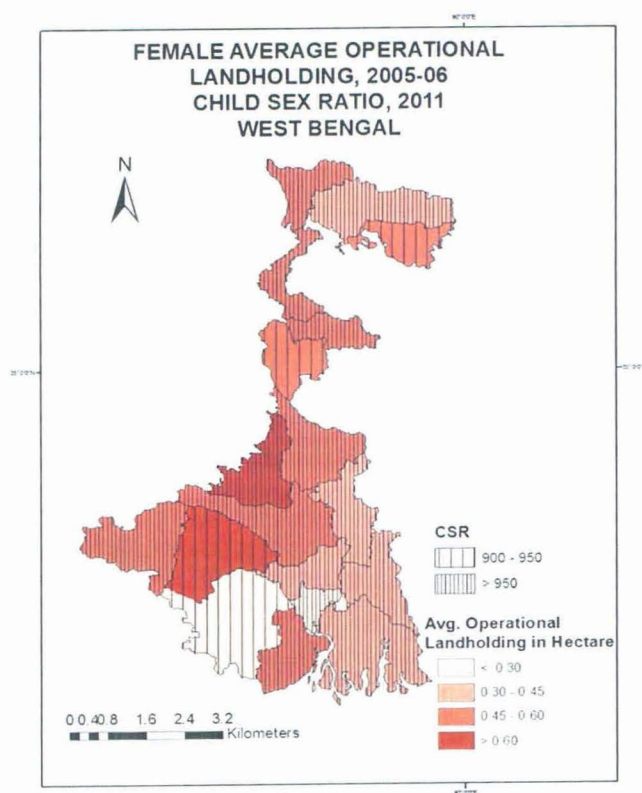 FEMALE AVERAGE OPERATIONAL
LANDHOLDING, 2005-06
CHILD SEX RATIO, 2011
WEST BENGAL
N
CSR
900 - 950
> 950
Avg. Operational
Landholding in Hectare
< 0 30
0 30 - 0 45
0 45 - 0 60
> 0 60
0 0.40.8 1.6 2.4 3.2
Kilometers